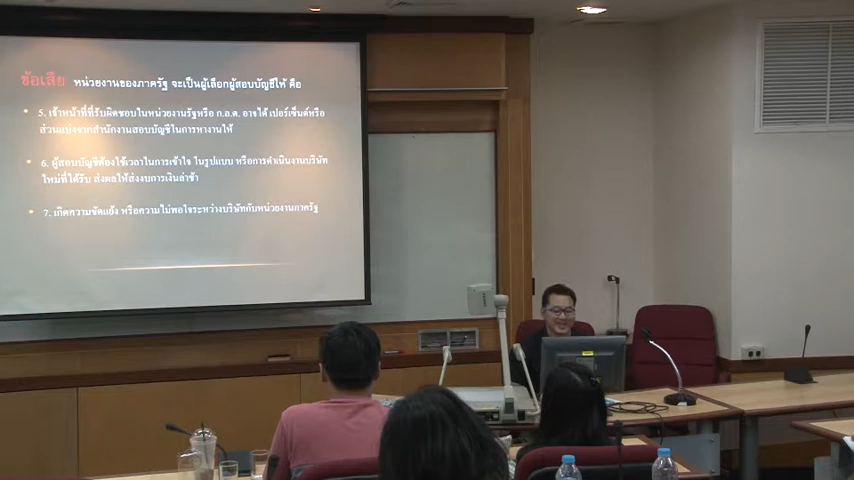 ข้อเสีย หน่วยงานของภาครัฐ จะเป็นผู้เลือกผู้สอบบัญชีให้ คือ
5. เจ้าหน้าที่ที่รับผิดชอบในหน่วยงานรัฐหรือ ก.ล.ต. อาจได้ เปอร์เซ็นต์หรือ
ส่วนแบ่งจากสำนักงานสอบบัญชีในการหางานให้
6. ผู้สอบบัญชีต้องใช้เวลาในการเข้าใจ ในรูปแบบ หรือการดำเนินงานบริษัท
ใหม่ที่ได้รับ ส่งผลให้ส่งงบการเงินล่าช้า
7. เกิดความขัดแย้ง หรือความไม่พอใจระหว่างบริษัทกับหน่วยงานภาครัฐ